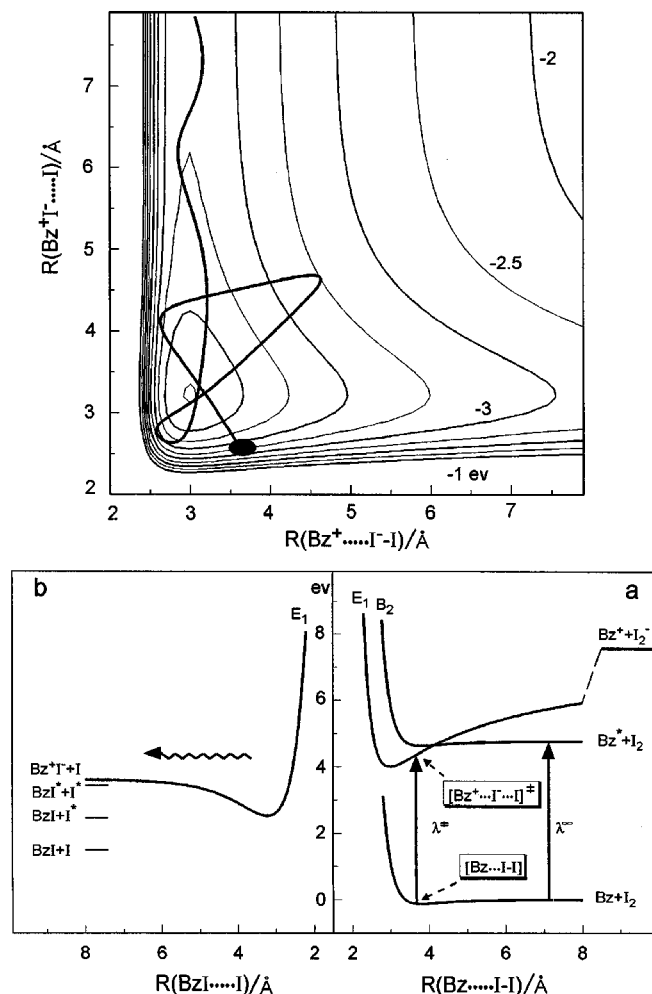 7
6
5
4
3
2
R(Bz⁺I⁻·····I)/Å
-2
-2.5
-3
-1 ev
2 3 4 5 6 7
R(Bz⁺·····I⁻-I)/Å
b
ev
a
E₁
E₁ B₂
8
6
4
2
0
Bz⁺+I₂⁻
Bz*+I₂
Bz⁺I⁻+I
BzI*+I*
BzI+I*
BzI+I
[Bz⁺···I⁻···I]‡
λ‡
λ∞
[Bz···I-I]
Bz+I₂
8 6 4 2
R(BzI·····I)/Å
2 4 6 8
R(Bz·····I-I)/Å